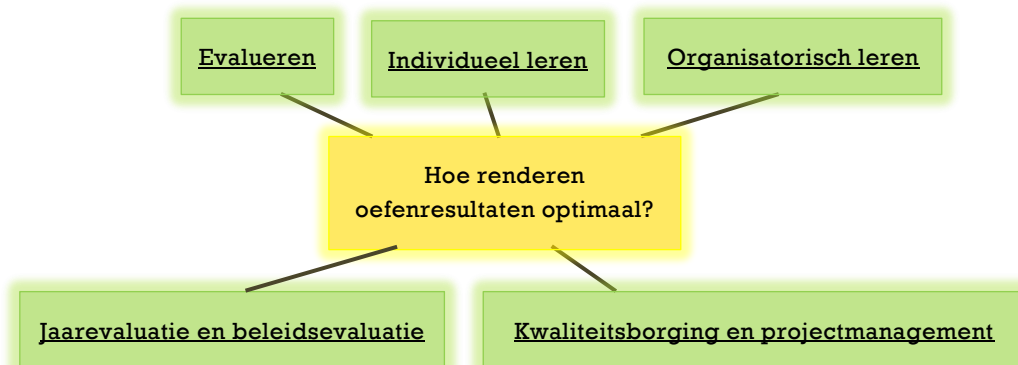 Evalueren
Individueel leren
Organisatorisch leren
Hoe renderen
oefenresultaten optimaal?
Jaarevaluatie en beleidsevaluatie
Kwaliteitsborging en projectmanagement